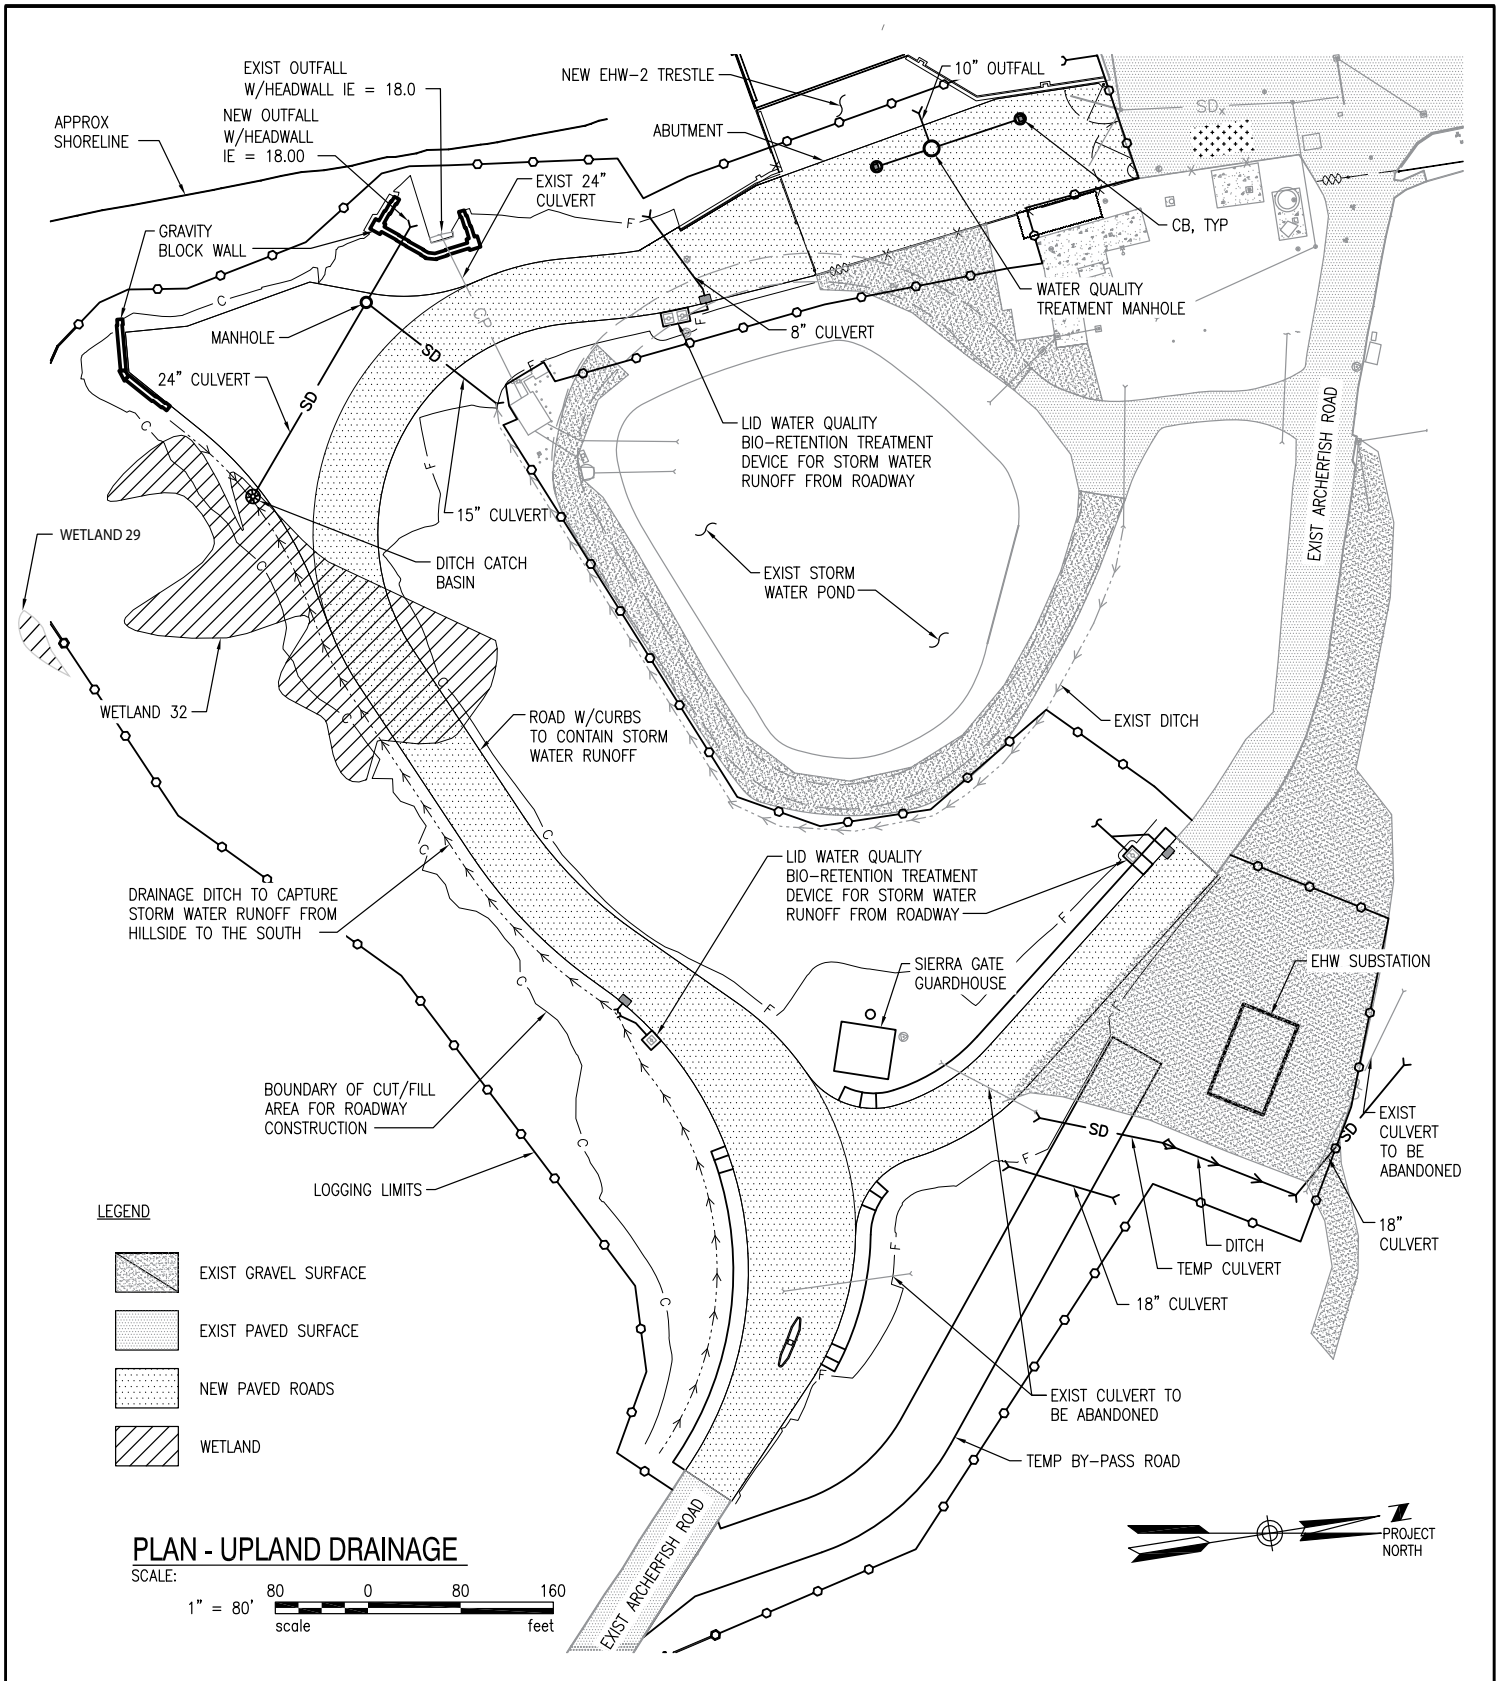 EXIST OUTFALL
W/HEADWALL IE = 18.0
NEW OUTFALL
W/HEADWALL
IE = 18.00
APPROX
SHORELINE
NEW EHW-2 TRESTLE
10" OUTFALL
ABUTMENT
SDx
EXIST 24"
CULVERT
F
GRAVITY
BLOCK WALL
CB, TYP
C
CP
WATER QUALITY
TREATMENT MANHOLE
MANHOLE
8" CULVERT
F
SD
F
24" CULVERT
SD
C
EXIST ARCHERFISH ROAD
LID WATER QUALITY
BIO-RETENTION TREATMENT
DEVICE FOR STORM WATER
RUNOFF FROM ROADWAY
F
15" CULVERT
WETLAND 29
DITCH CATCH
BASIN
C
EXIST STORM
WATER POND
C
WETLAND 32
C
ROAD W/CURBS
TO CONTAIN STORM
WATER RUNOFF
EXIST DITCH
C
C
LID WATER QUALITY
BIO-RETENTION TREATMENT
DEVICE FOR STORM WATER
RUNOFF FROM ROADWAY
DRAINAGE DITCH TO CAPTURE
STORM WATER RUNOFF FROM
HILLSIDE TO THE SOUTH
F
SIERRA GATE
GUARDHOUSE
EHW SUBSTATION
C
F
BOUNDARY OF CUT/FILL
AREA FOR ROADWAY
CONSTRUCTION
C
SD
SD
EXIST
CULVERT
TO BE
ABANDONED
F
LOGGING LIMITS
LEGEND
18"
CULVERT
DITCH
TEMP CULVERT
F
EXIST GRAVEL SURFACE
C
18" CULVERT
EXIST PAVED SURFACE
F
NEW PAVED ROADS
EXIST CULVERT TO
BE ABANDONED
WETLAND
TEMP BY-PASS ROAD
EXIST ARCHERFISH ROAD
PROJECT
NORTH
PLAN - UPLAND DRAINAGE
SCALE:
1" = 80'
80 0 80 160
scale feet